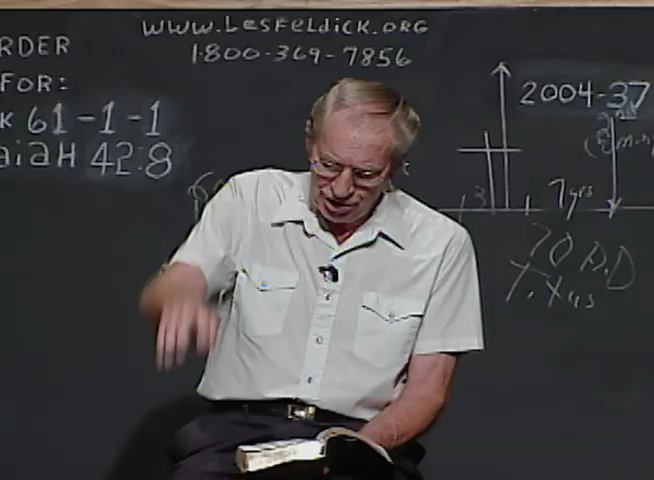 www.LesFeldick.org
1-800-369-7856
RDER
FOR:
K 61-1-1
aiaH 42:8
2004-37
3
7yrs
70 A.D